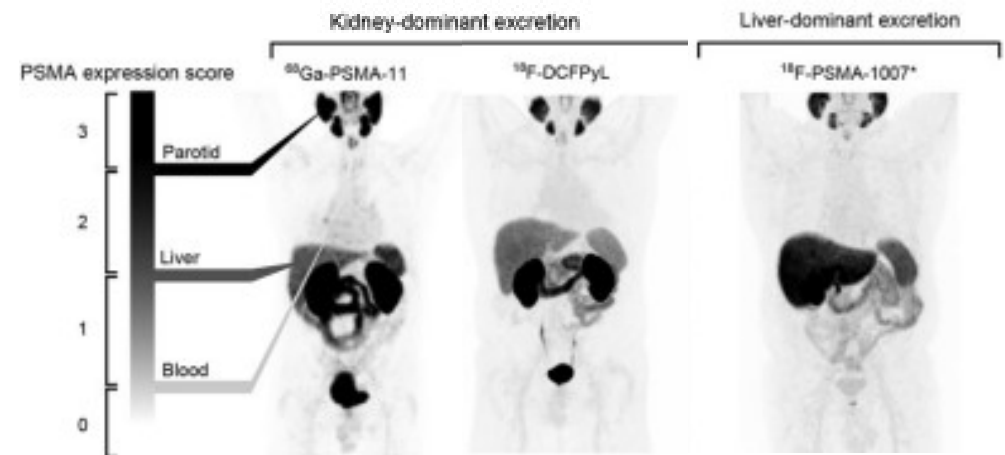 Kidney-dominant excretion
Liver-dominant excretion
PSMA expression score
⁶⁸Ga-PSMA-11
¹⁸F-DCFPyL
¹⁸F-PSMA-1007*
3
Parotid
2
Liver
1
Blood
0